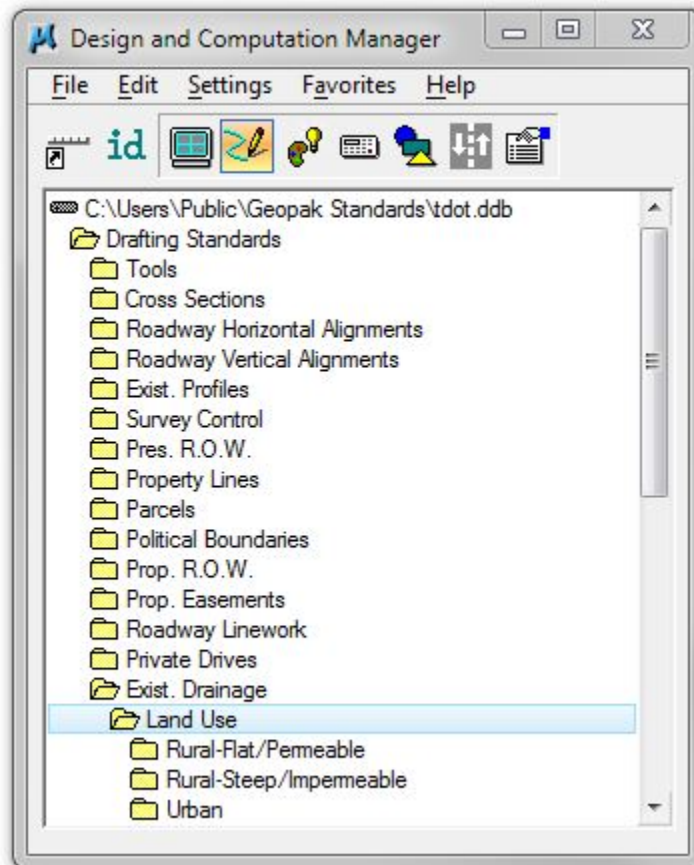 Design and Computation Manager
File Edit Settings Favorites Help
id
C:\Users\Public\Geopak Standards\tdot.ddb
Drafting Standards
Tools
Cross Sections
Roadway Horizontal Alignments
Roadway Vertical Alignments
Exist. Profiles
Survey Control
Pres. R.O.W.
Property Lines
Parcels
Political Boundaries
Prop. R.O.W.
Prop. Easements
Roadway Linework
Private Drives
Exist. Drainage
Land Use
Rural-Flat/Permeable
Rural-Steep/Impermeable
Urban